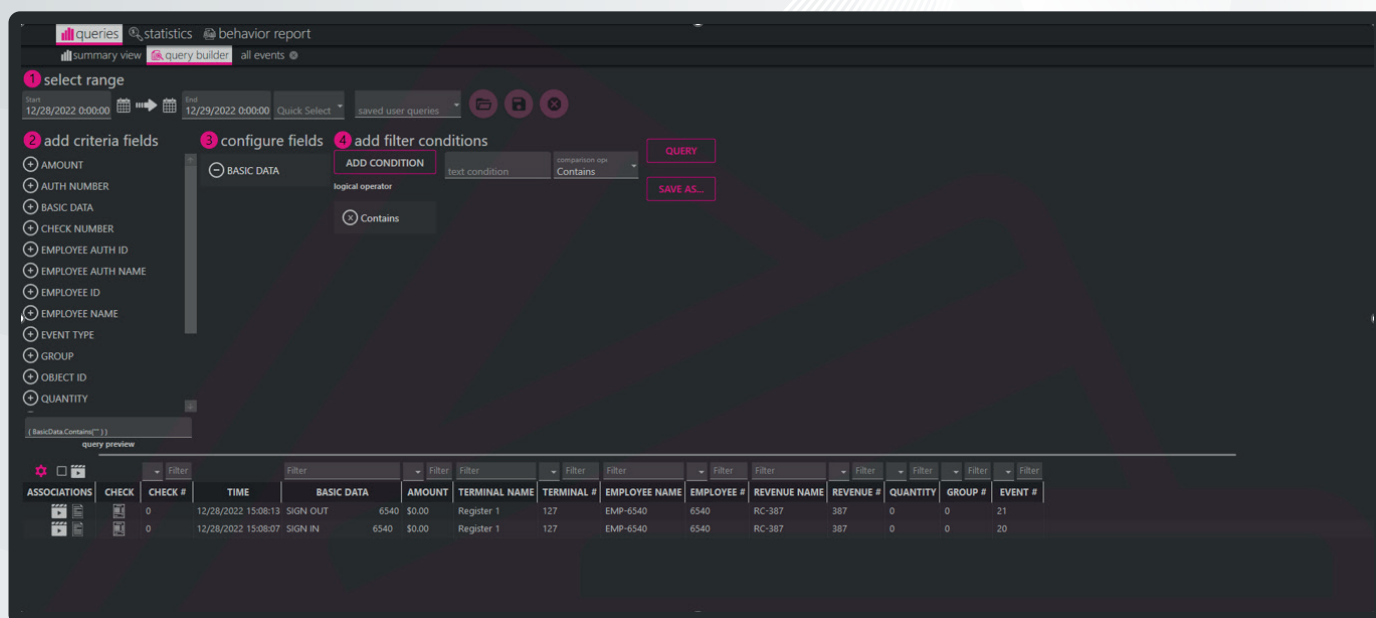 queries statistics behavior report
summary view query builder all events
1 select range
Start
12/28/2022 0:00:00
End
12/29/2022 0:00:00
Quick Select
saved user queries
2 add criteria fields
AMOUNT
AUTH NUMBER
BASIC DATA
CHECK NUMBER
EMPLOYEE AUTH ID
EMPLOYEE AUTH NAME
EMPLOYEE ID
EMPLOYEE NAME
EVENT TYPE
GROUP
OBJECT ID
QUANTITY
{ BasicData.Contains("" ) }
query preview
3 configure fields
BASIC DATA
4 add filter conditions
ADD CONDITION
text condition
comparison ope
Contains
logical operator
Contains
QUERY
SAVE AS...
Filter Filter Filter Filter Filter Filter Filter Filter Filter Filter Filter Filter
ASSOCIATIONS CHECK CHECK # TIME BASIC DATA AMOUNT TERMINAL NAME TERMINAL # EMPLOYEE NAME EMPLOYEE # REVENUE NAME REVENUE # QUANTITY GROUP # EVENT #
0 12/28/2022 15:08:13 SIGN OUT 6540 $0.00 Register 1 127 EMP-6540 6540 RC-387 387 0 0 21
0 12/28/2022 15:08:07 SIGN IN 6540 $0.00 Register 1 127 EMP-6540 6540 RC-387 387 0 0 20